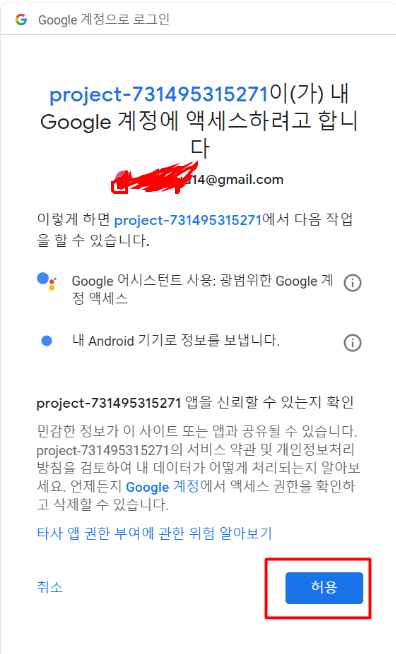 Google 계정으로 로그인
project-731495315271이(가) 내
Google 계정에 액세스하려고 합니
다
14@gmail.com
이렇게 하면 project-731495315271에서 다음 작업
을 할 수 있습니다.
Google 어시스턴트 사용: 광범위한 Google 계
정 액세스
내 Android 기기로 정보를 보냅니다.
project-731495315271 앱을 신뢰할 수 있는지 확인
민감한 정보가 이 사이트 또는 앱과 공유될 수 있습니다.
project-731495315271의 서비스 약관 및 개인정보처리
방침을 검토하여 내 데이터가 어떻게 처리되는지 알아보
세요. 언제든지 Google 계정에서 액세스 권한을 확인하
고 삭제할 수 있습니다.
타사 앱 권한 부여에 관한 위험 알아보기
취소
허용